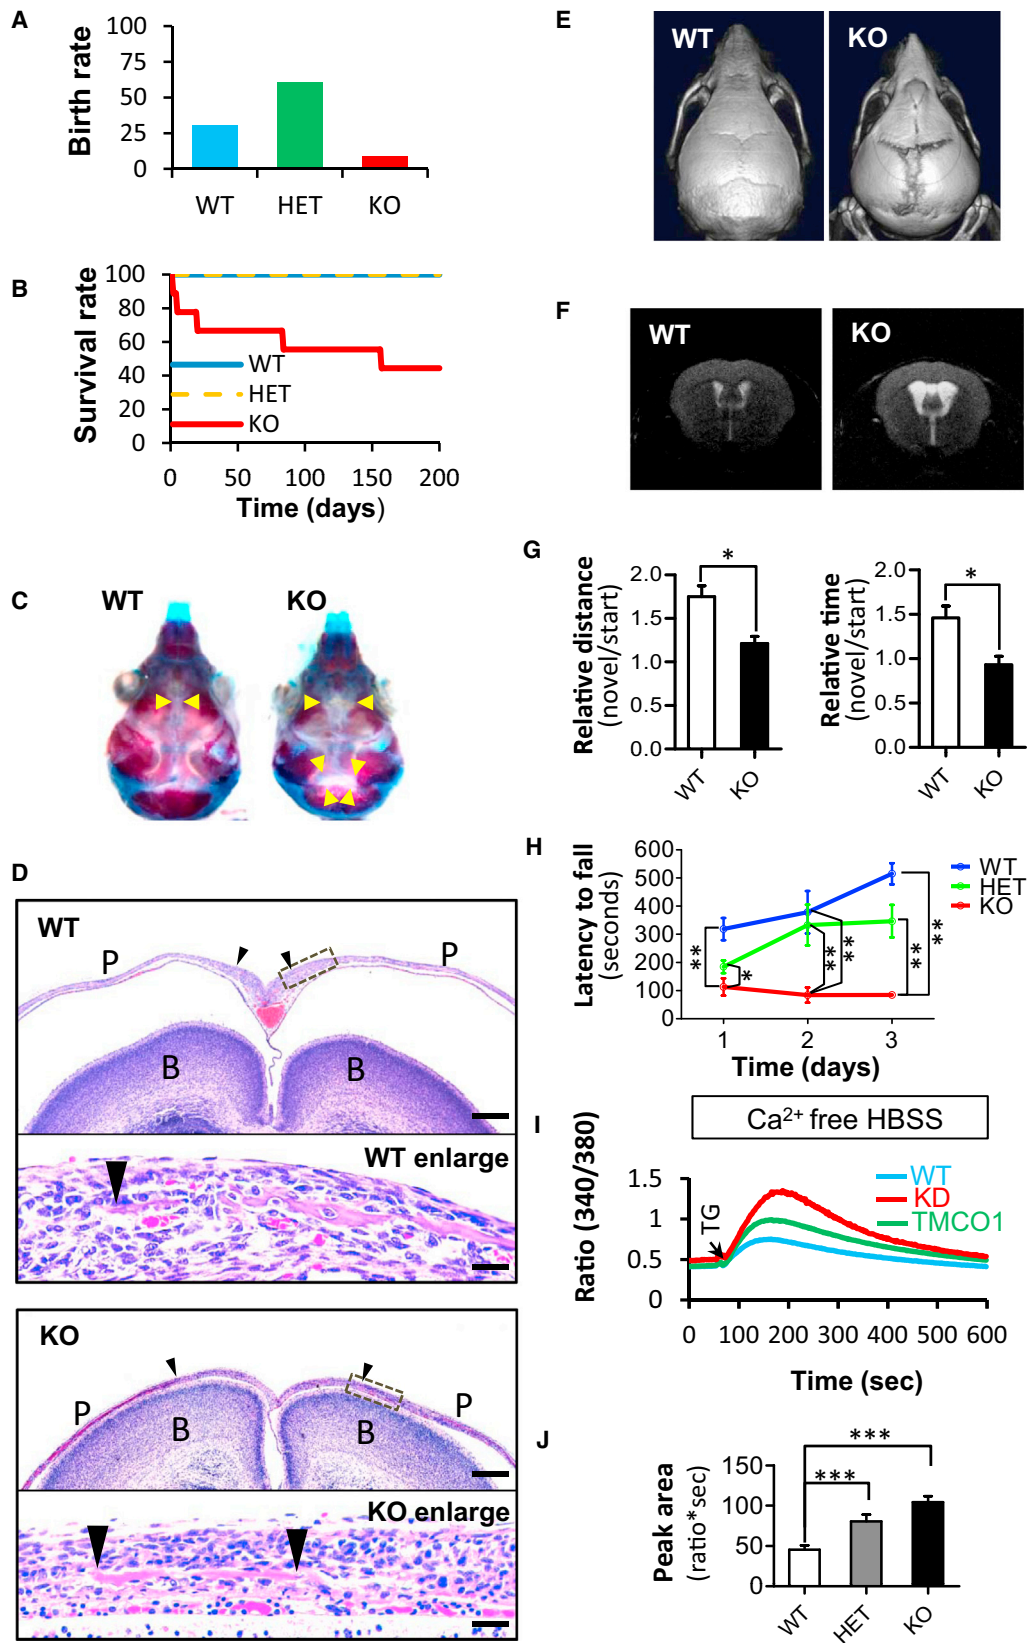 A
Birth rate
100
75
50
25
0
WT HET KO
B
Survival rate
100
80
60
40
20
0
WT
HET
KO
0 50 100 150 200
Time (days)
C
WT KO
D
WT
P P
B B
WT enlarge
KO
P P
B B
KO enlarge
E
WT KO
F
WT KO
G
Relative distance
(novel/start)
2.0
1.5
1.0
0.5
0.0
*
WT KO
Relative time
(novel/start)
2.0
1.5
1.0
0.5
0.0
*
WT KO
H
Latency to fall
(seconds)
600
500
400
300
200
100
0
**
*
**
**
**
**
WT
HET
KO
1 2 3
Time (days)
I
Ca2+ free HBSS
Ratio (340/380)
1.5
1
0.5
0
TG
WT
KD
TMCO1
0 100 200 300 400 500 600
Time (sec)
J
Peak area
(ratio*sec)
150
100
50
0
***
***
WT HET KO